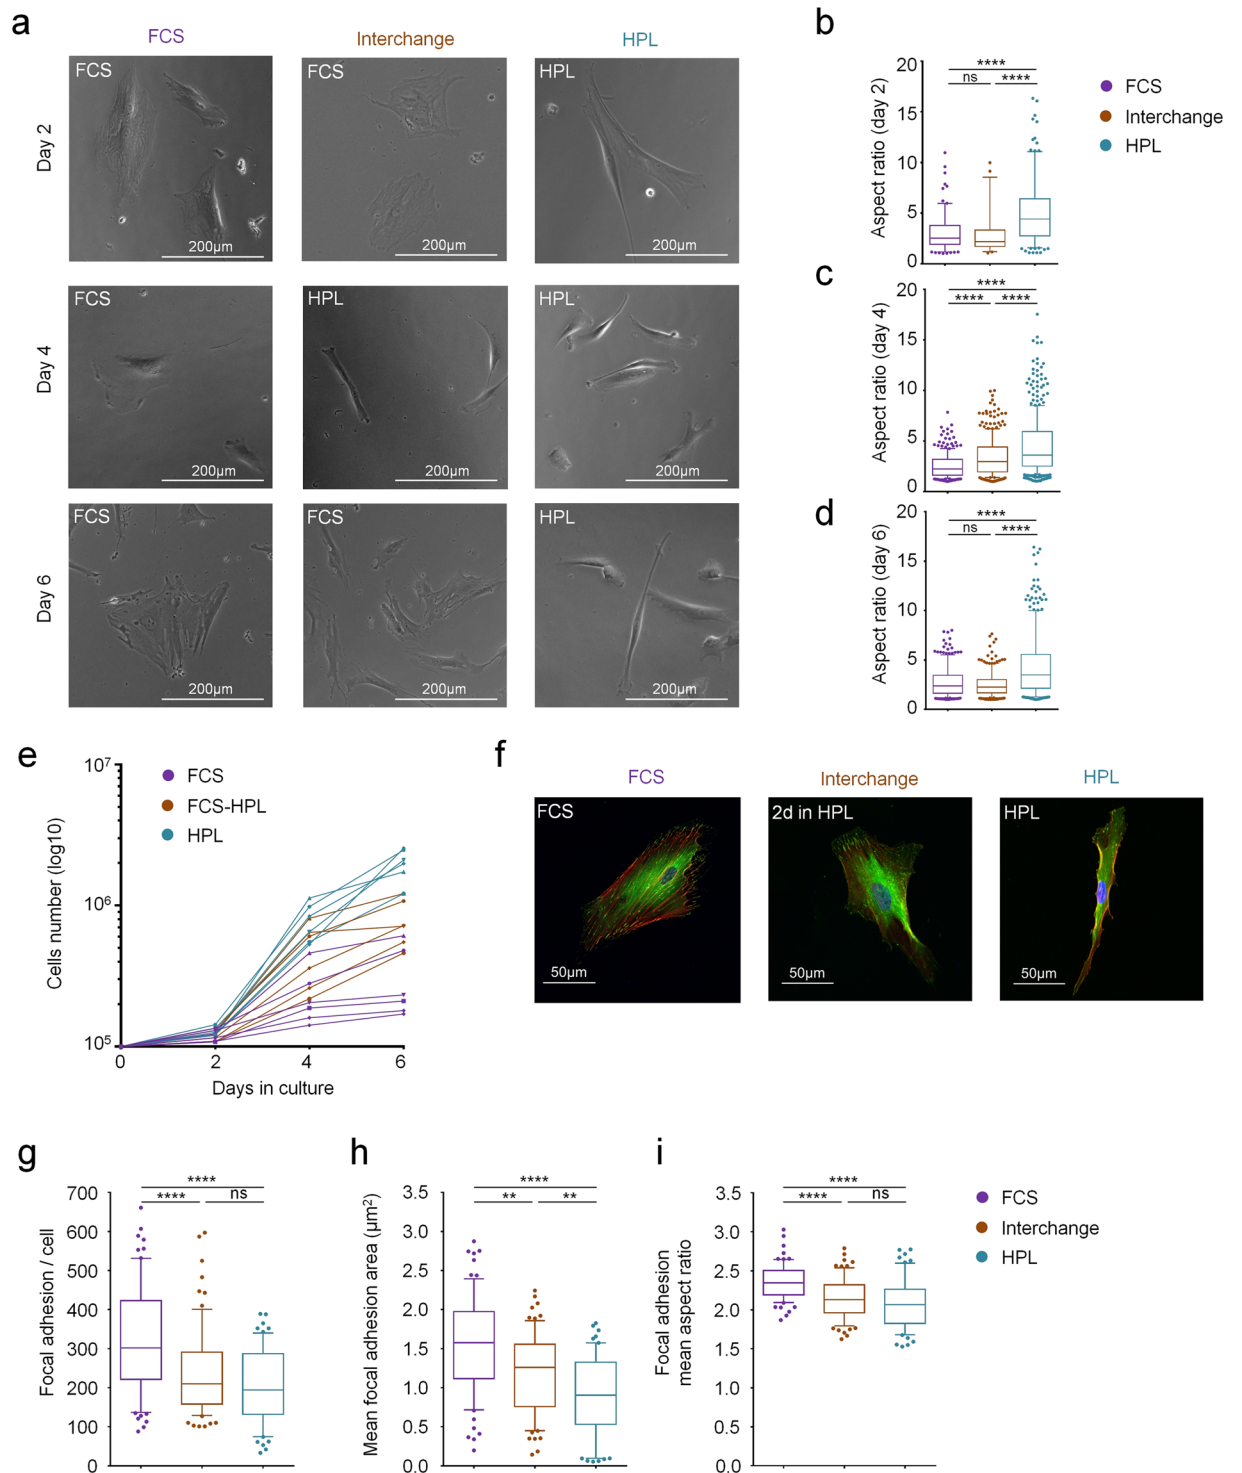 a
FCS
Interchange
HPL
Day 2
FCS
200µm
FCS
200µm
HPL
200µm
Day 4
FCS
200µm
HPL
200µm
HPL
200µm
Day 6
FCS
200µm
FCS
200µm
HPL
200µm
b
Aspect ratio (day 2)
20
15
10
5
0
****
ns
****
FCS
Interchange
HPL
c
Aspect ratio (day 4)
20
15
10
5
0
****
****
****
d
Aspect ratio (day 6)
20
15
10
5
0
****
ns
****
e
Cells number (log10)
10⁷
10⁶
10⁵
0
2
4
6
Days in culture
FCS
FCS-HPL
HPL
f
FCS
Interchange
HPL
FCS
50µm
2d in HPL
50µm
HPL
50µm
g
Focal adhesion / cell
700
600
500
400
300
200
100
0
****
****
ns
h
Mean focal adhesion area (µm²)
3.5
3.0
2.5
2.0
1.5
1.0
0.5
0.0
****
**
**
i
Focal adhesion
mean aspect ratio
3.5
3.0
2.5
2.0
1.5
1.0
0.5
0.0
****
****
ns
FCS
Interchange
HPL